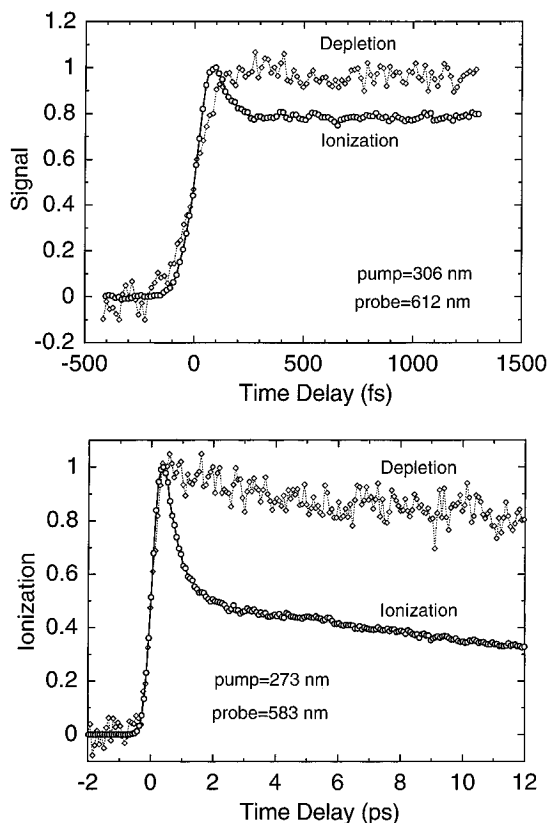 1.2
1
0.8
0.6
0.4
0.2
0
-0.2
Signal
Depletion
Ionization
pump=306 nm
probe=612 nm
-500
0
500
1000
1500
Time Delay (fs)
1
0.8
0.6
0.4
0.2
0
Ionization
Depletion
Ionization
pump=273 nm
probe=583 nm
-2
0
2
4
6
8
10
12
Time Delay (ps)